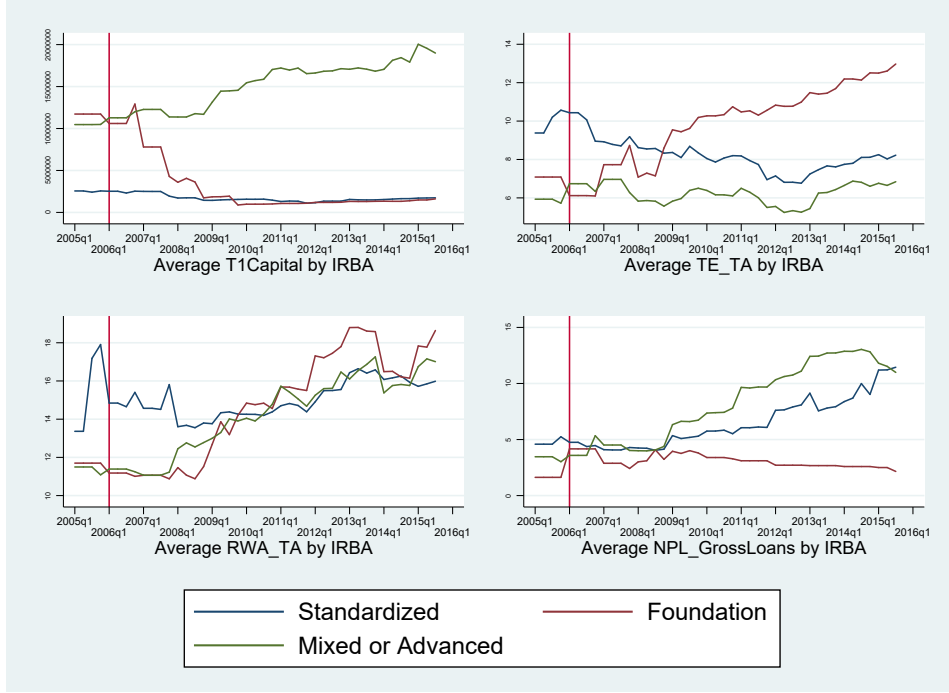 20000000
15000000
10000000
5000000
0
2005q1 2007q1 2009q1 2011q1 2013q1 2015q1
2006q1 2008q1 2010q1 2012q1 2014q1 2016q1
Average T1Capital by IRBA
14
12
10
8
6
2005q1 2007q1 2009q1 2011q1 2013q1 2015q1
2006q1 2008q1 2010q1 2012q1 2014q1 2016q1
Average TE_TA by IRBA
18
16
14
12
10
2005q1 2007q1 2009q1 2011q1 2013q1 2015q1
2006q1 2008q1 2010q1 2012q1 2014q1 2016q1
Average RWA_TA by IRBA
15
10
5
0
2005q1 2007q1 2009q1 2011q1 2013q1 2015q1
2006q1 2008q1 2010q1 2012q1 2014q1 2016q1
Average NPL_GrossLoans by IRBA
Standardized Foundation
Mixed or Advanced